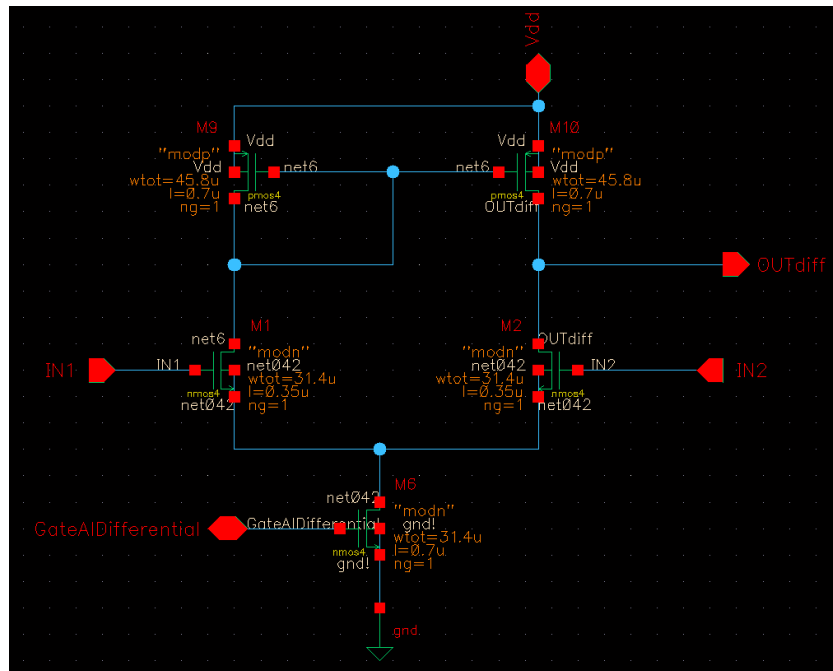 Vdd
M9
M10
Vdd
Vdd
"modp"
"modp"
Vdd
net6
net6
Vdd
wtot=45.8u
wtot=45.8u
l=0.7u
pmos4
pmos4
l=0.7u
ng=1
net6
OUTdiff
ng=1
OUTdiff
M1
M2
net6
OUTdiff
"modn"
"modn"
IN1
IN1
net042
net042
IN2
IN2
wtot=31.4u
wtot=31.4u
nmos4
l=0.35u
l=0.35u
nmos4
net042
ng=1
ng=1
net042
M6
net042
"modn"
GateAIDifferential
GateAIDifferential
gnd!
wtot=31.4u
nmos4
l=0.7u
gnd!
ng=1
gnd